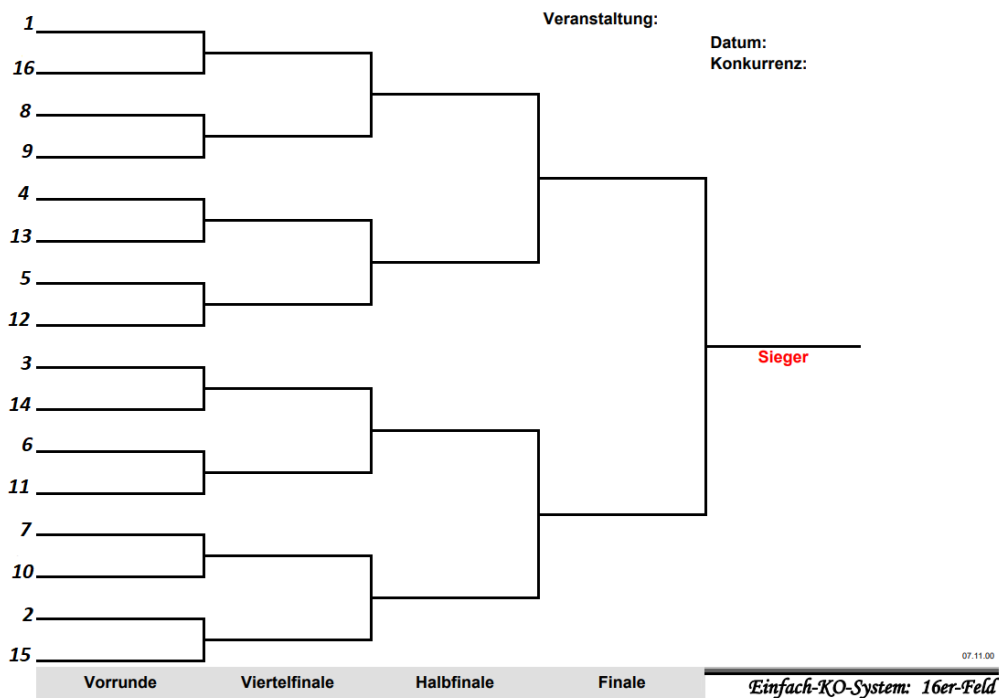 Veranstaltung:
Datum:
Konkurrenz:
1
16
8
9
4
13
5
12
3
14
6
11
7
10
2
15
Sieger
07.11.00
Vorrunde Viertelfinale Halbfinale Finale
Einfach-KO-System: 16er-Feld